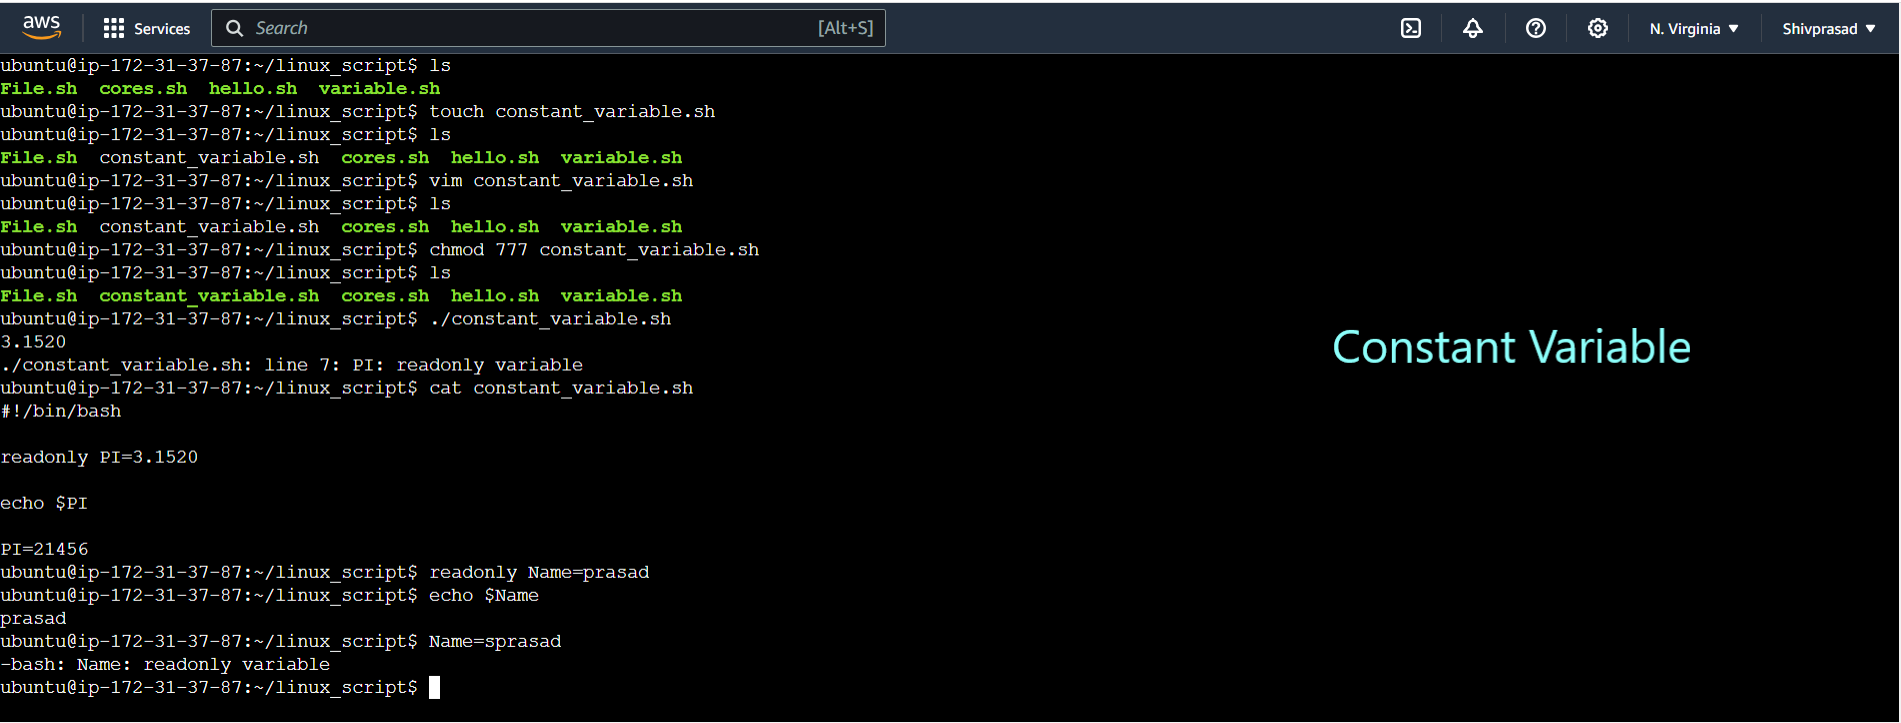 aws Services Search [Alt+S] N. Virginia Shivprasad
ubuntu@ip-172-31-37-87:~/linux_script$ ls
File.sh  cores.sh  hello.sh  variable.sh
ubuntu@ip-172-31-37-87:~/linux_script$ touch constant_variable.sh
ubuntu@ip-172-31-37-87:~/linux_script$ ls
File.sh  constant_variable.sh  cores.sh  hello.sh  variable.sh
ubuntu@ip-172-31-37-87:~/linux_script$ vim constant_variable.sh
ubuntu@ip-172-31-37-87:~/linux_script$ ls
File.sh  constant_variable.sh  cores.sh  hello.sh  variable.sh
ubuntu@ip-172-31-37-87:~/linux_script$ chmod 777 constant_variable.sh
ubuntu@ip-172-31-37-87:~/linux_script$ ls
File.sh  constant_variable.sh  cores.sh  hello.sh  variable.sh
ubuntu@ip-172-31-37-87:~/linux_script$ ./constant_variable.sh
3.1520
./constant_variable.sh: line 7: PI: readonly variable
ubuntu@ip-172-31-37-87:~/linux_script$ cat constant_variable.sh
#!/bin/bash
readonly PI=3.1520
echo $PI
PI=21456
ubuntu@ip-172-31-37-87:~/linux_script$ readonly Name=prasad
ubuntu@ip-172-31-37-87:~/linux_script$ echo $Name
prasad
ubuntu@ip-172-31-37-87:~/linux_script$ Name=sprasad
-bash: Name: readonly variable
ubuntu@ip-172-31-37-87:~/linux_script$
Constant Variable